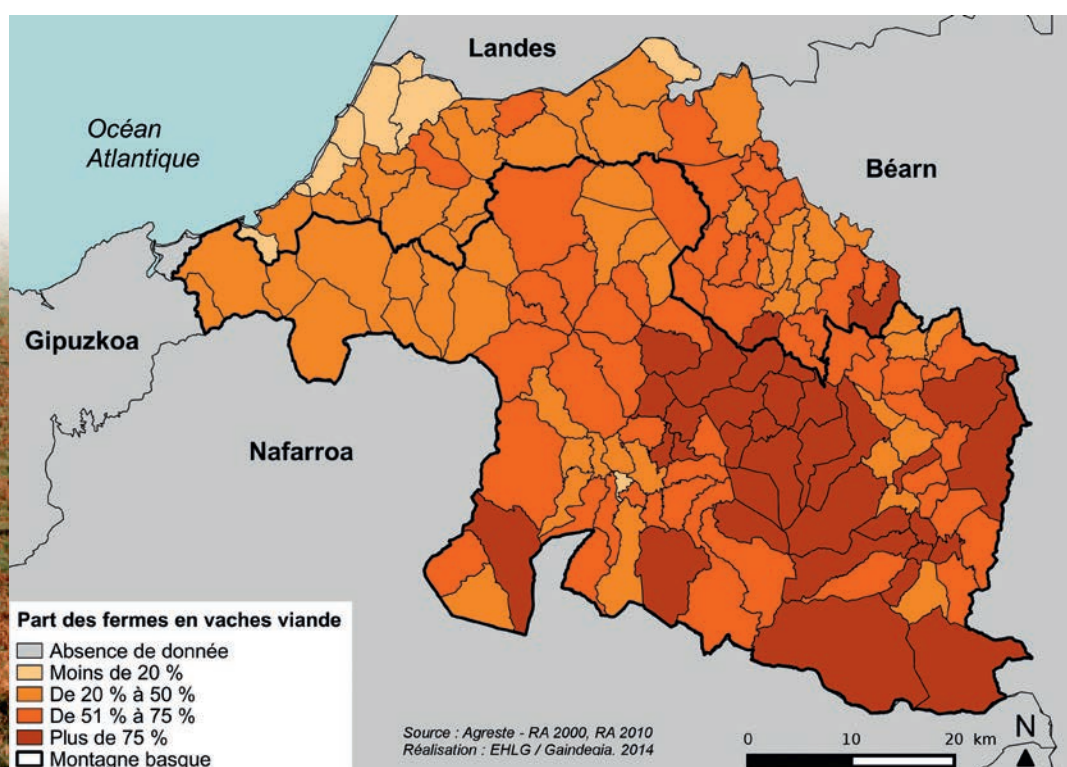 Landes
Océan
Atlantique
Béarn
Gipuzkoa
Nafarroa
Part des fermes en vaches viande
Absence de donnée
Moins de 20 %
De 20 % à 50 %
De 51 % à 75 %
Plus de 75 %
Montagne basque
Source : Agreste - RA 2000, RA 2010
Réalisation : EHLG / Gaindegia. 2014
0 10 20 km
N